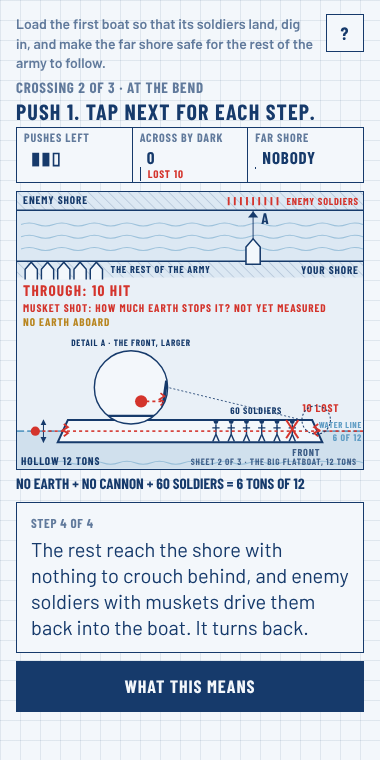 Load the first boat so that its soldiers land, dig
in, and make the far shore safe for the rest of the
army to follow.
?
CROSSING 2 OF 3 · AT THE BEND
PUSH 1. TAP NEXT FOR EACH STEP.
PUSHES LEFT
ACROSS BY DARK
0
LOST 10
FAR SHORE
NOBODY
ENEMY SHORE
ENEMY SOLDIERS
A
THE REST OF THE ARMY
YOUR SHORE
THROUGH: 10 HIT
MUSKET SHOT: HOW MUCH EARTH STOPS IT? NOT YET MEASURED
NO EARTH ABOARD
DETAIL A · THE FRONT, LARGER
60 SOLDIERS
10 LOST
WATER LINE
6 OF 12
FRONT
HOLLOW 12 TONS
SHEET 2 OF 3 · THE BIG FLATBOAT, 12 TONS
NO EARTH + NO CANNON + 60 SOLDIERS = 6 TONS OF 12
STEP 4 OF 4
The rest reach the shore with
nothing to crouch behind, and enemy
soldiers with muskets drive them
back into the boat. It turns back.
WHAT THIS MEANS